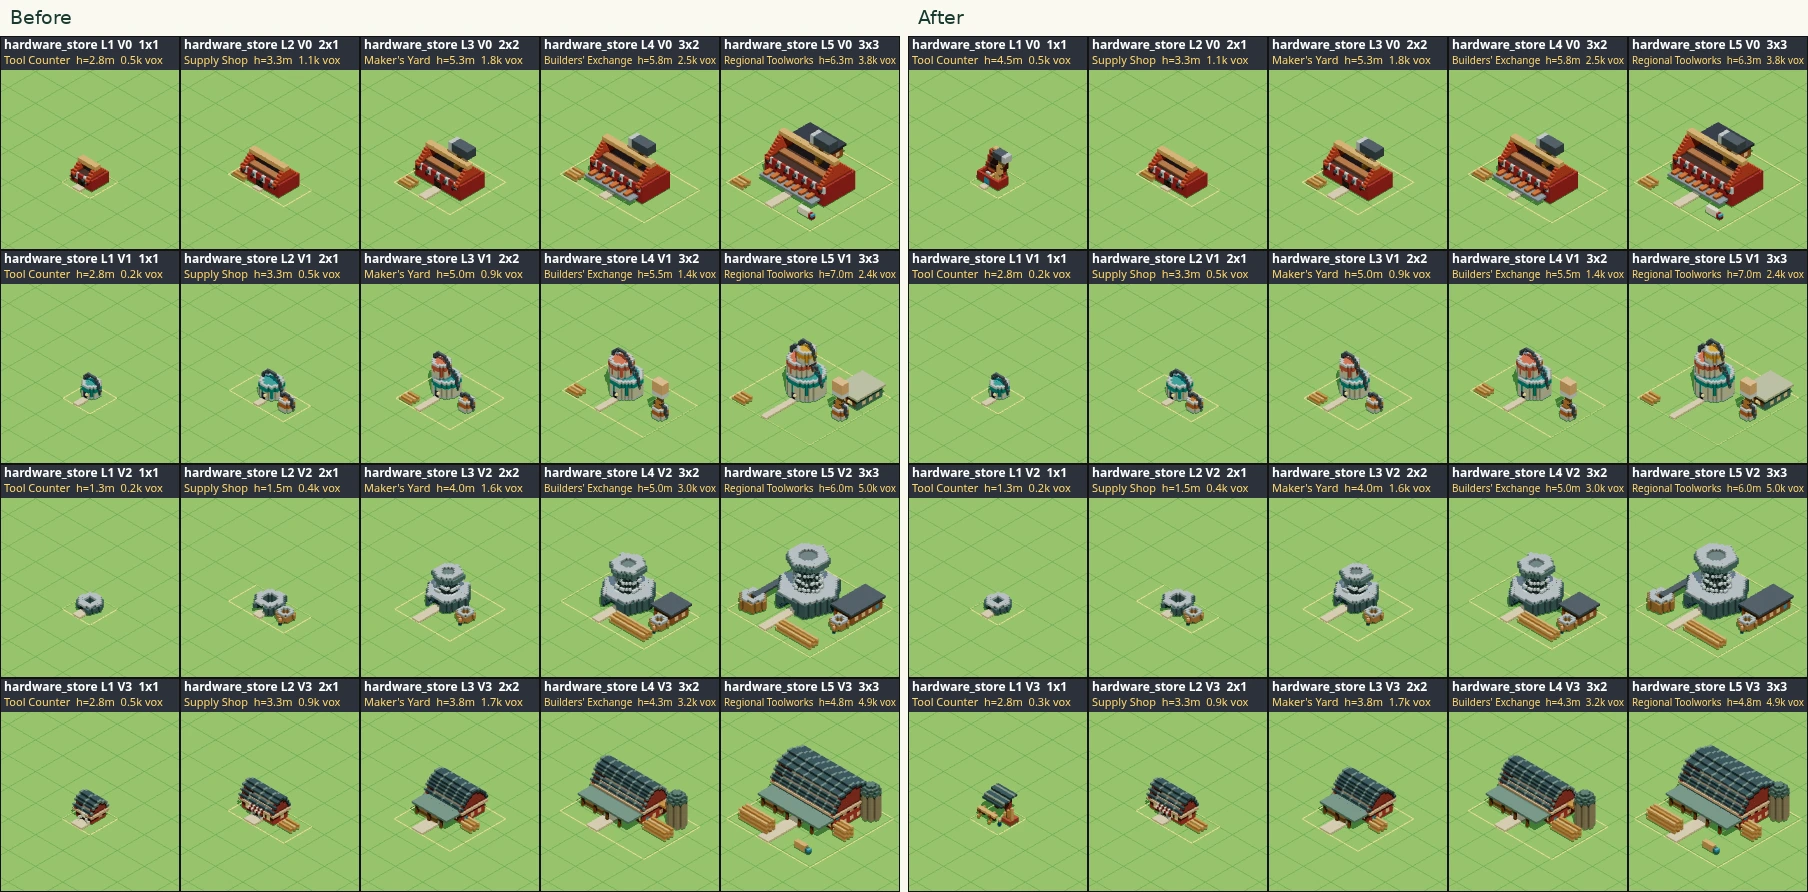 Before
After
hardware_store L1 V0 1x1
Tool Counter h=2.8m 0.5k vox
hardware_store L2 V0 2x1
Supply Shop h=3.3m 1.1k vox
hardware_store L3 V0 2x2
Maker's Yard h=5.3m 1.8k vox
hardware_store L4 V0 3x2
Builders' Exchange h=5.8m 2.5k vox
hardware_store L5 V0 3x3
Regional Toolworks h=6.3m 3.8k vox
hardware_store L1 V0 1x1
Tool Counter h=4.5m 0.5k vox
hardware_store L2 V0 2x1
Supply Shop h=3.3m 1.1k vox
hardware_store L3 V0 2x2
Maker's Yard h=5.3m 1.8k vox
hardware_store L4 V0 3x2
Builders' Exchange h=5.8m 2.5k vox
hardware_store L5 V0 3x3
Regional Toolworks h=6.3m 3.8k vox
hardware_store L1 V1 1x1
Tool Counter h=2.8m 0.2k vox
hardware_store L2 V1 2x1
Supply Shop h=3.3m 0.5k vox
hardware_store L3 V1 2x2
Maker's Yard h=5.0m 0.9k vox
hardware_store L4 V1 3x2
Builders' Exchange h=5.5m 1.4k vox
hardware_store L5 V1 3x3
Regional Toolworks h=7.0m 2.4k vox
hardware_store L1 V1 1x1
Tool Counter h=2.8m 0.2k vox
hardware_store L2 V1 2x1
Supply Shop h=3.3m 0.5k vox
hardware_store L3 V1 2x2
Maker's Yard h=5.0m 0.9k vox
hardware_store L4 V1 3x2
Builders' Exchange h=5.5m 1.4k vox
hardware_store L5 V1 3x3
Regional Toolworks h=7.0m 2.4k vox
hardware_store L1 V2 1x1
Tool Counter h=1.3m 0.2k vox
hardware_store L2 V2 2x1
Supply Shop h=1.5m 0.4k vox
hardware_store L3 V2 2x2
Maker's Yard h=4.0m 1.6k vox
hardware_store L4 V2 3x2
Builders' Exchange h=5.0m 3.0k vox
hardware_store L5 V2 3x3
Regional Toolworks h=6.0m 5.0k vox
hardware_store L1 V2 1x1
Tool Counter h=1.3m 0.2k vox
hardware_store L2 V2 2x1
Supply Shop h=1.5m 0.4k vox
hardware_store L3 V2 2x2
Maker's Yard h=4.0m 1.6k vox
hardware_store L4 V2 3x2
Builders' Exchange h=5.0m 3.0k vox
hardware_store L5 V2 3x3
Regional Toolworks h=6.0m 5.0k vox
hardware_store L1 V3 1x1
Tool Counter h=2.8m 0.5k vox
hardware_store L2 V3 2x1
Supply Shop h=3.3m 0.9k vox
hardware_store L3 V3 2x2
Maker's Yard h=3.8m 1.7k vox
hardware_store L4 V3 3x2
Builders' Exchange h=4.3m 3.2k vox
hardware_store L5 V3 3x3
Regional Toolworks h=4.8m 4.9k vox
hardware_store L1 V3 1x1
Tool Counter h=2.8m 0.3k vox
hardware_store L2 V3 2x1
Supply Shop h=3.3m 0.9k vox
hardware_store L3 V3 2x2
Maker's Yard h=3.8m 1.7k vox
hardware_store L4 V3 3x2
Builders' Exchange h=4.3m 3.2k vox
hardware_store L5 V3 3x3
Regional Toolworks h=4.8m 4.9k vox